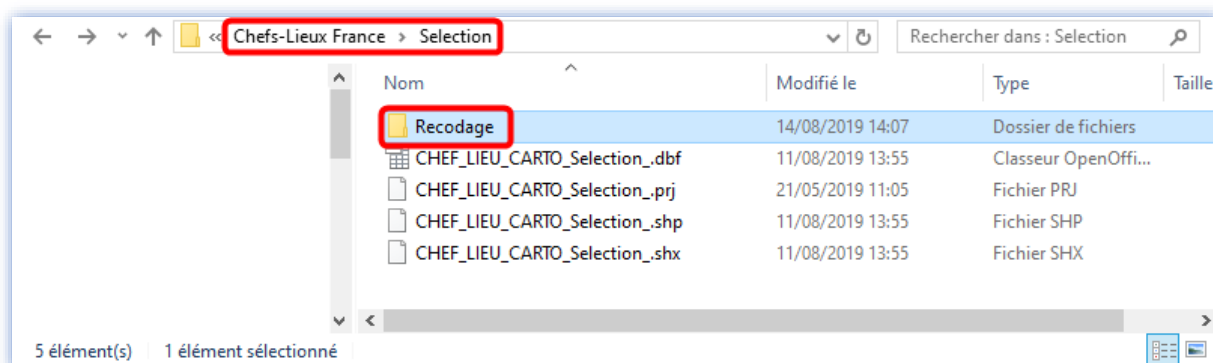 « Chefs-Lieux France > Selection Rechercher dans : Selection
Nom Modifié le Type Taille
Recodage 14/08/2019 14:07 Dossier de fichiers
CHEF_LIEU_CARTO_Selection_.dbf 11/08/2019 13:55 Classeur OpenOffi...
CHEF_LIEU_CARTO_Selection_.prj 21/05/2019 11:05 Fichier PRJ
CHEF_LIEU_CARTO_Selection_.shp 11/08/2019 13:55 Fichier SHP
CHEF_LIEU_CARTO_Selection_.shx 11/08/2019 13:55 Fichier SHX
5 élément(s) 1 élément sélectionné